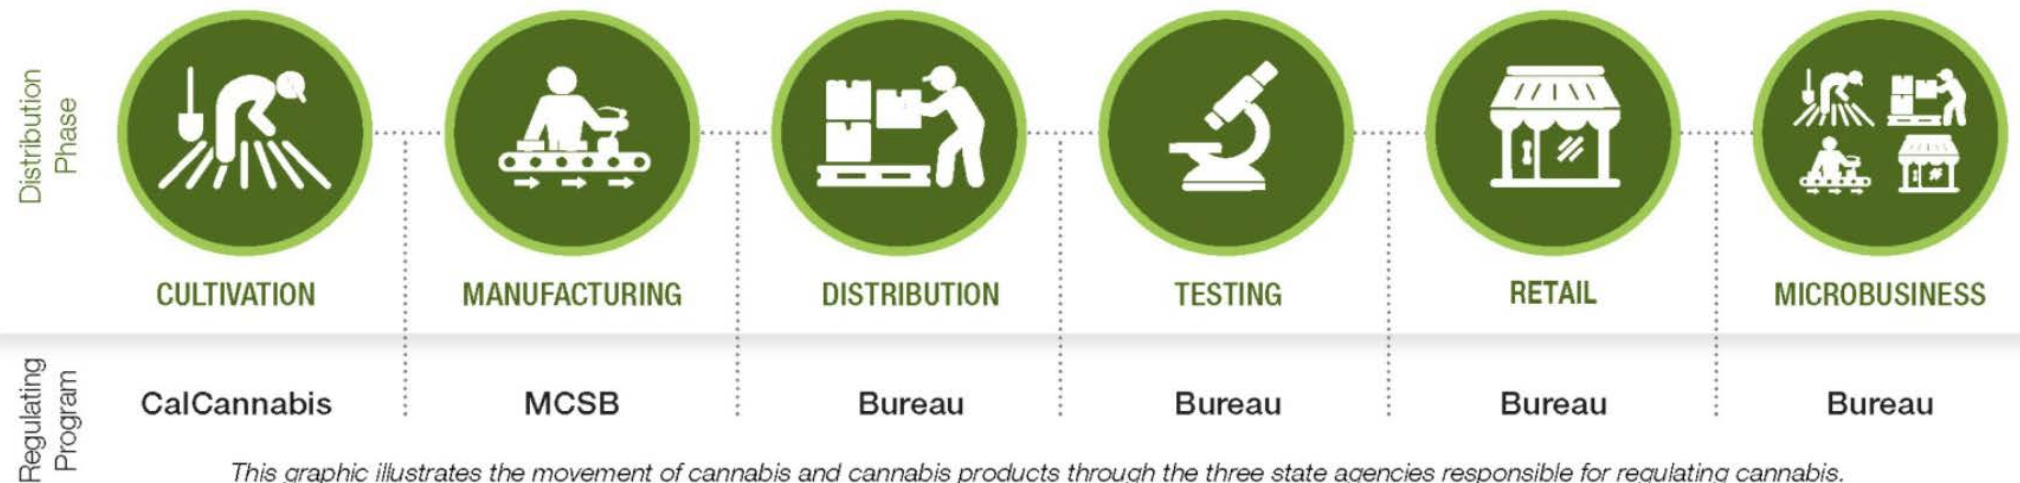 Distribution
Phase
CULTIVATION
MANUFACTURING
DISTRIBUTION
TESTING
RETAIL
MICROBUSINESS
Regulating
Program
CalCannabis
MCSB
Bureau
Bureau
Bureau
Bureau
This graphic illustrates the movement of cannabis and cannabis products through the three state agencies responsible for regulating cannabis.